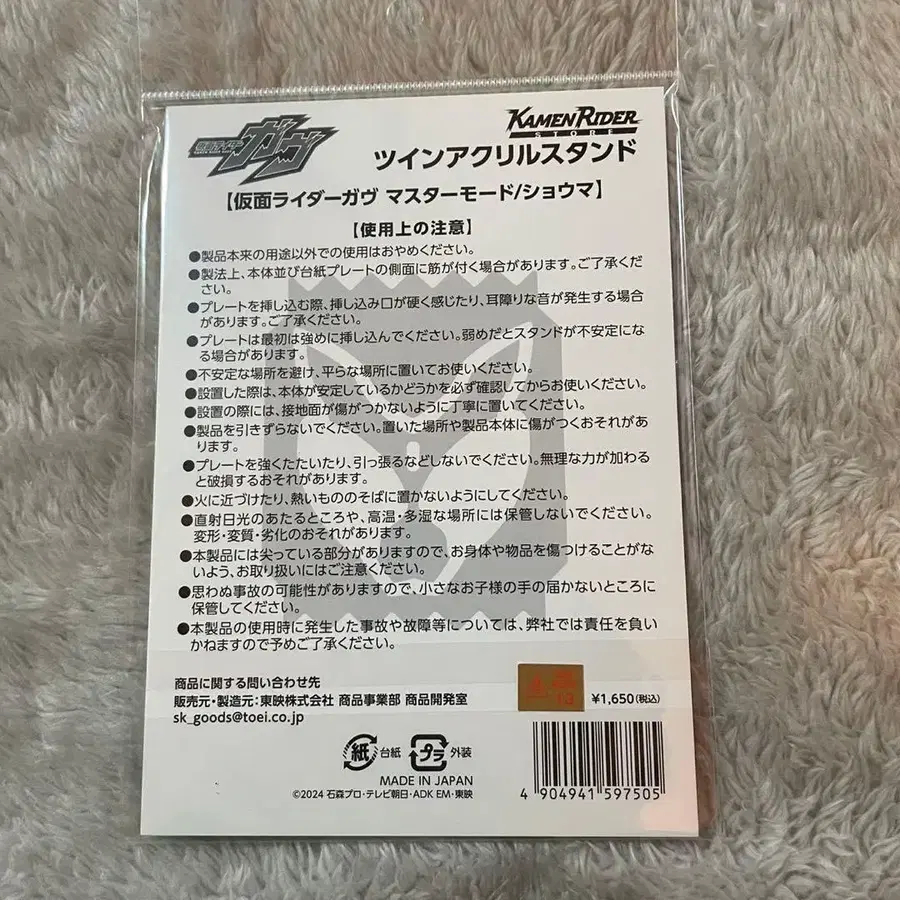 仮面ライダー
ガヴ
KAMEN RIDER
STORE
ツインアクリルスタンド
【仮面ライダーガヴ マスターモード/ショウマ】
【使用上の注意】
●製品本来の用途以外での使用はおやめください。
●製法上、本体並び台紙プレートの側面に筋が付く場合があります。ご了承くだ
さい。
●プレートを挿し込む際、挿し込み口が硬く感じたり、耳障りな音が発生する場合
があります。ご了承ください。
●プレートは最初は強めに挿し込んでください。弱めだとスタンドが不安定にな
る場合があります。
●不安定な場所を避け、平らな場所に置いてお使いください。
●設置した際は、本体が安定しているかどうかを必ず確認してからお使いください。
●設置の際には、接地面が傷がつかないように丁寧に置いてください。
●製品を引きずらないでください。置いた場所や製品本体に傷がつくおそれがあ
ります。
●プレートを強くたたいたり、引っ張るなどしないでください。無理な力が加わる
と破損するおそれがあります。
●火に近づけたり、熱いもののそばに置かないようにしてください。
●直射日光のあたるところや、高温・多湿な場所には保管しないでください。
変形・変質・劣化のおそれがあります。
●本製品には尖っている部分がありますので、お身体や物品を傷つけることがな
いよう、お取り扱いにはご注意ください。
●思わぬ事故の可能性がありますので、小さなお子様の手の届かないところに
保管してください。
●本製品の使用時に発生した事故や故障等については、弊社では責任を負い
かねますので予めご了承ください。
商品に関する問い合わせ先
販売元・製造元:東映株式会社 商品事業部 商品開発室
sk_goods@toei.co.jp
¥1,650(税込)
紙 台紙 プラ 外装
MADE IN JAPAN
©2024 石森プロ・テレビ朝日・ADK EM・東映
4 904941 597505